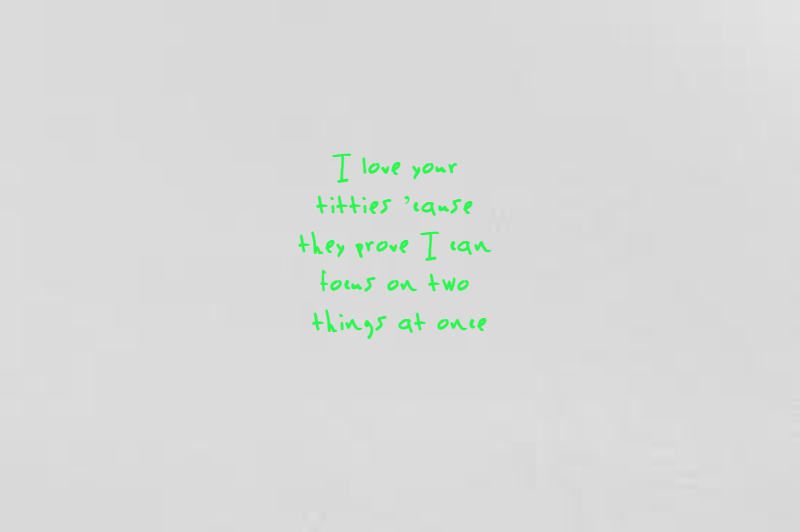 I love your
titties 'cause
they prove I can
focus on two
things at once